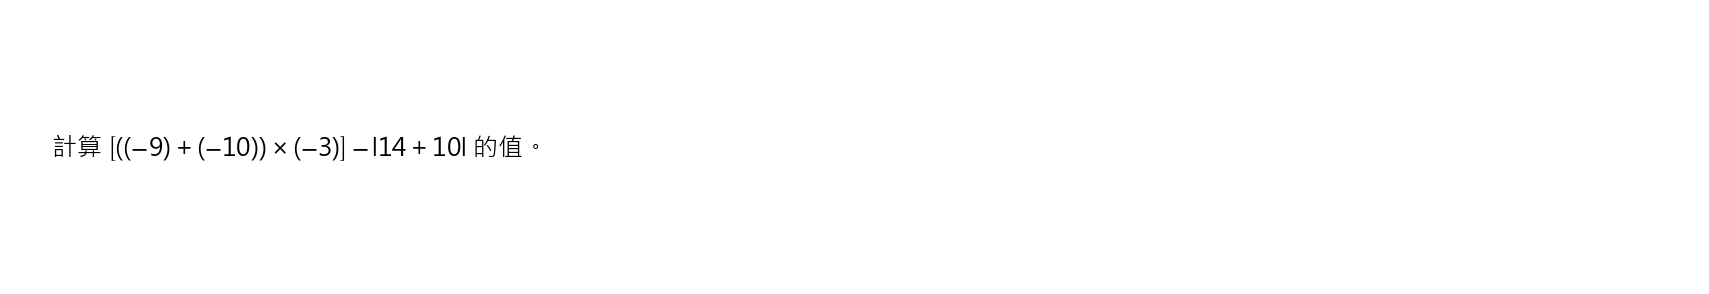 計算 [((−9) + (−10)) × (−3)] − |14 + 10| 的值。